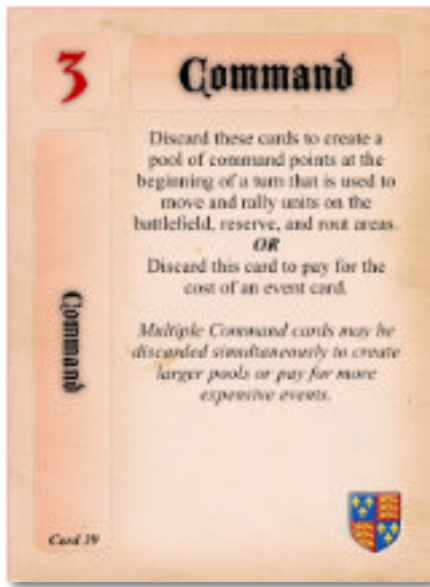 3
Command
Discard these cards to create a
pool of command points at the
beginning of a turn that is used to
move and rally units on the
battlefield, reserve, and rout areas.
OR
Discard this card to pay for the
cost of an event card.
Multiple Command cards may be
discarded simultaneously to create
larger pools or pay for more
expensive events.
Command
Card 39